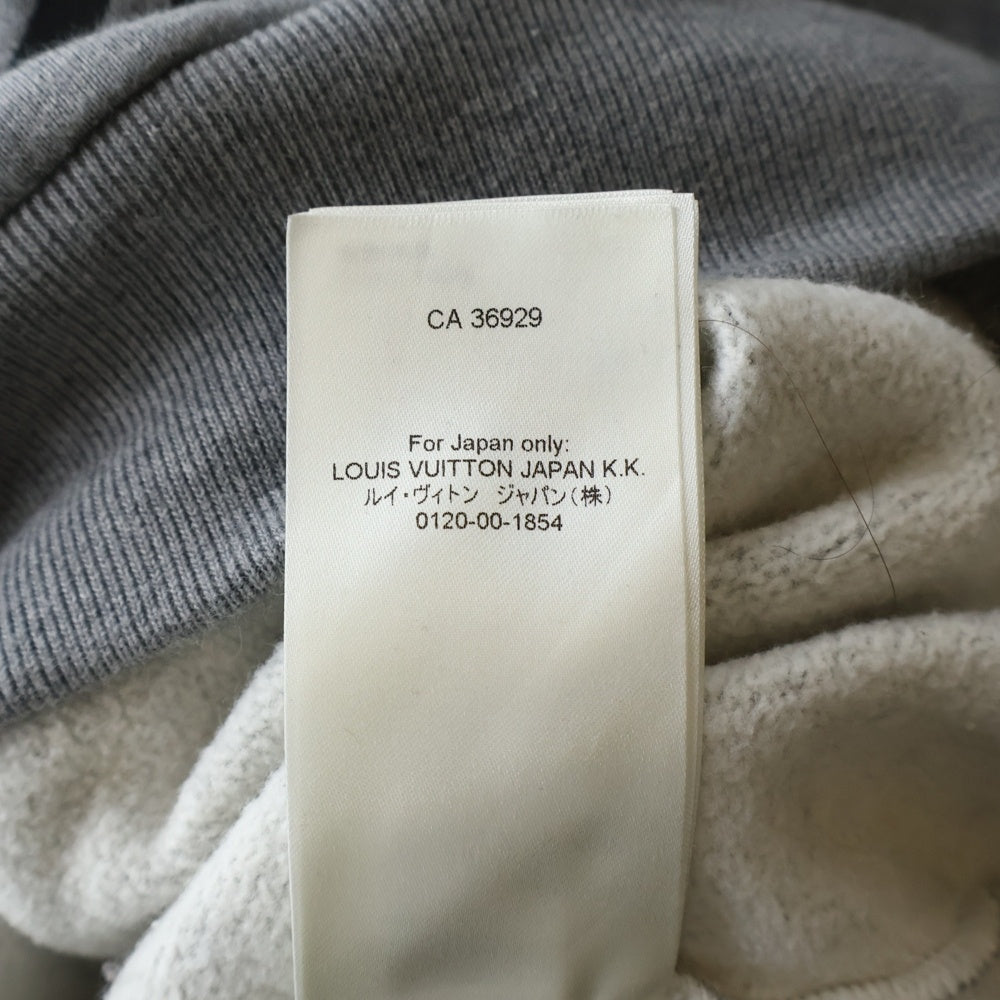 CA 36929
For Japan only:
LOUIS VUITTON JAPAN K.K.
ルイ・ヴィトン ジャパン(株)
0120-00-1854